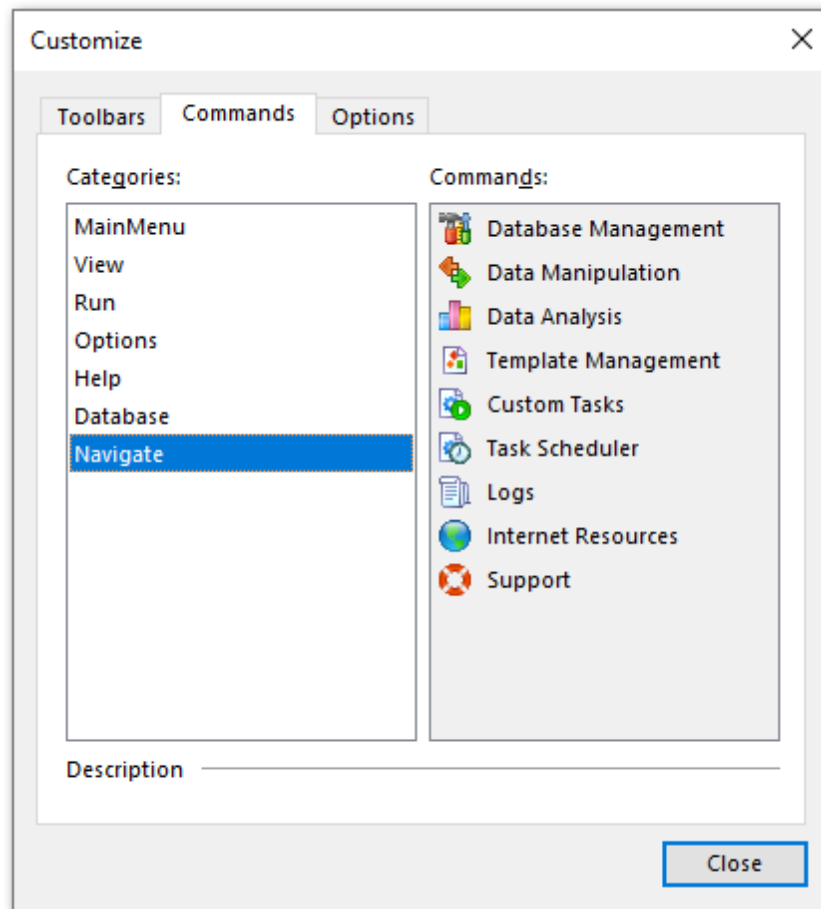 Customize
Toolbars Commands Options
Categories:
MainMenu
View
Run
Options
Help
Database
Navigate
Commands:
Database Management
Data Manipulation
Data Analysis
Template Management
Custom Tasks
Task Scheduler
Logs
Internet Resources
Support
Description
Close